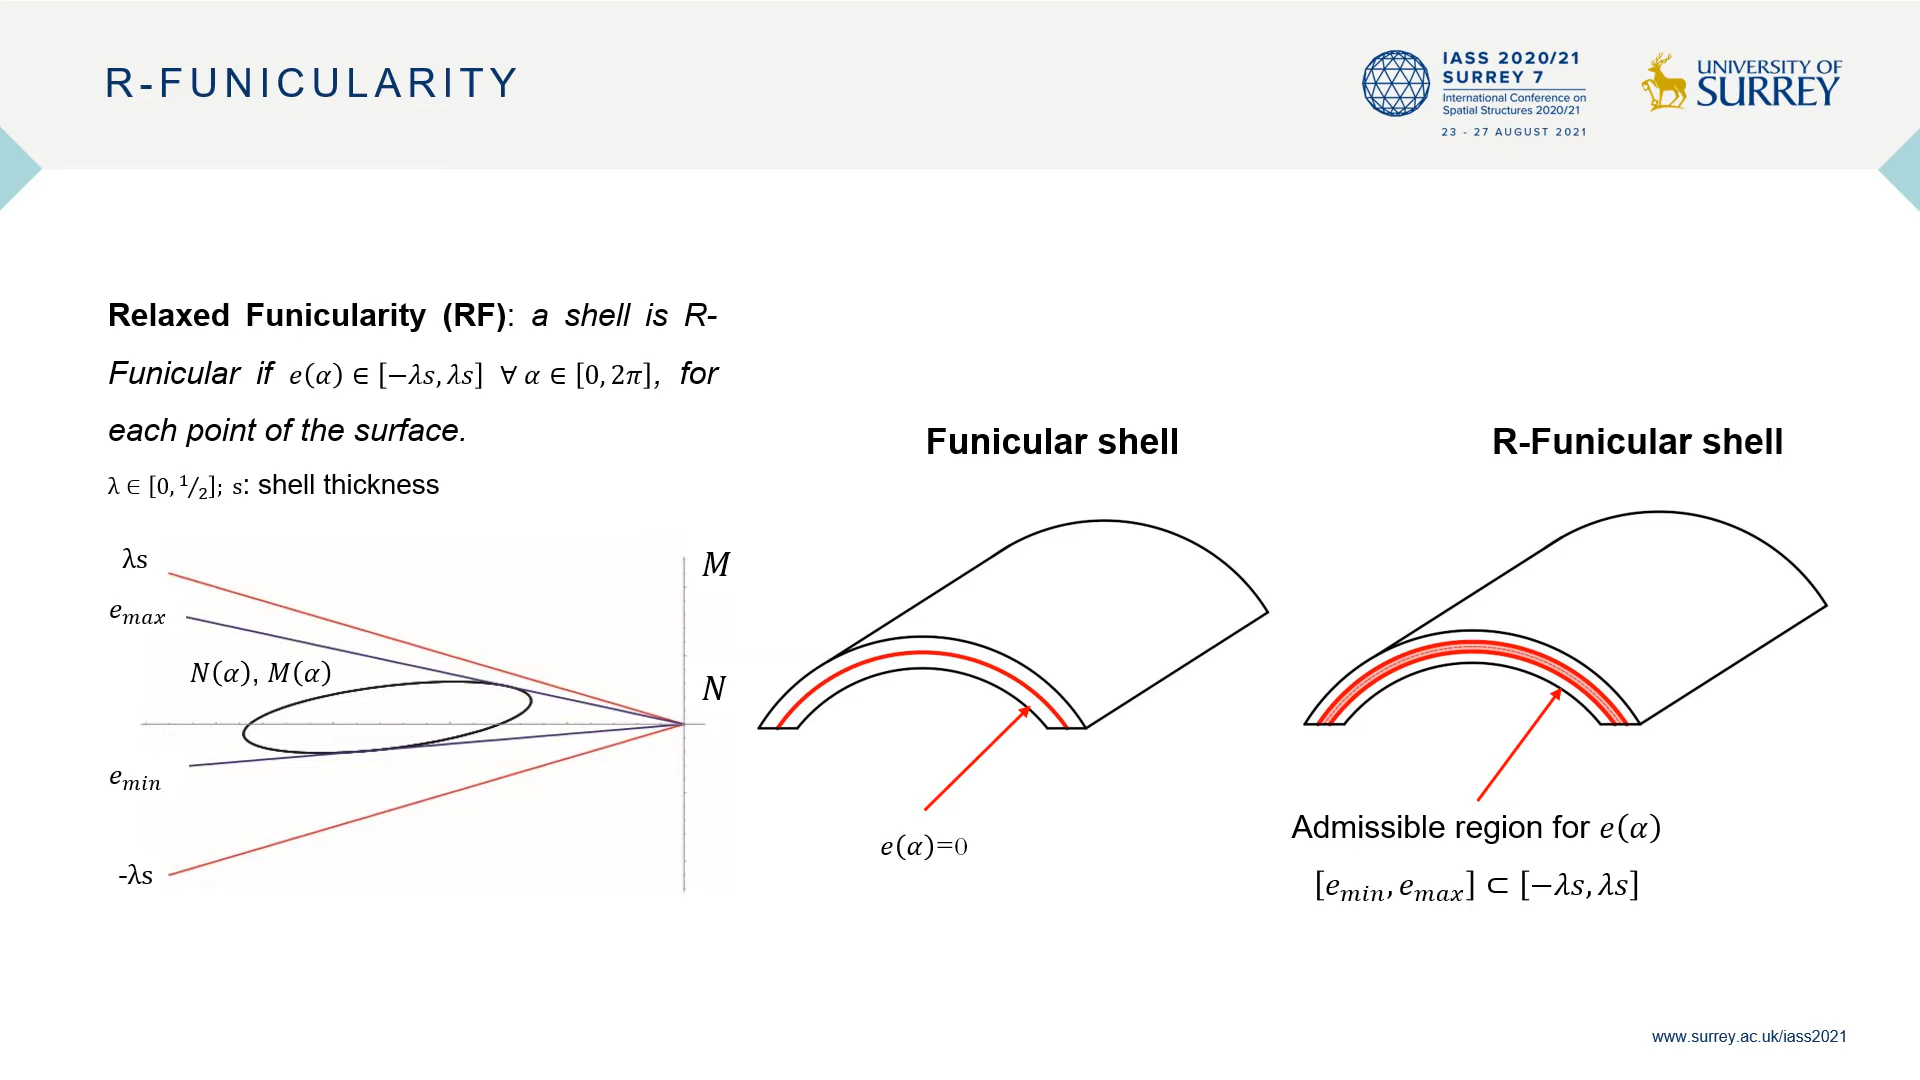 R-FUNICULARITY
IASS 2020/21
SURREY 7
International Conference on
Spatial Structures 2020/21
23 - 27 AUGUST 2021
UNIVERSITY OF
SURREY
Relaxed Funicularity (RF): a shell is R-
Funicular if e(α) ∈ [−λs, λs] ∀ α ∈ [0, 2π], for
each point of the surface.
λ ∈ [0, 1/2]; s: shell thickness
λs
e_max
N(α), M(α)
M
N
e_min
-λs
Funicular shell
e(α)=0
R-Funicular shell
Admissible region for e(α)
[e_min, e_max] ⊂ [−λs, λs]
www.surrey.ac.uk/iass2021